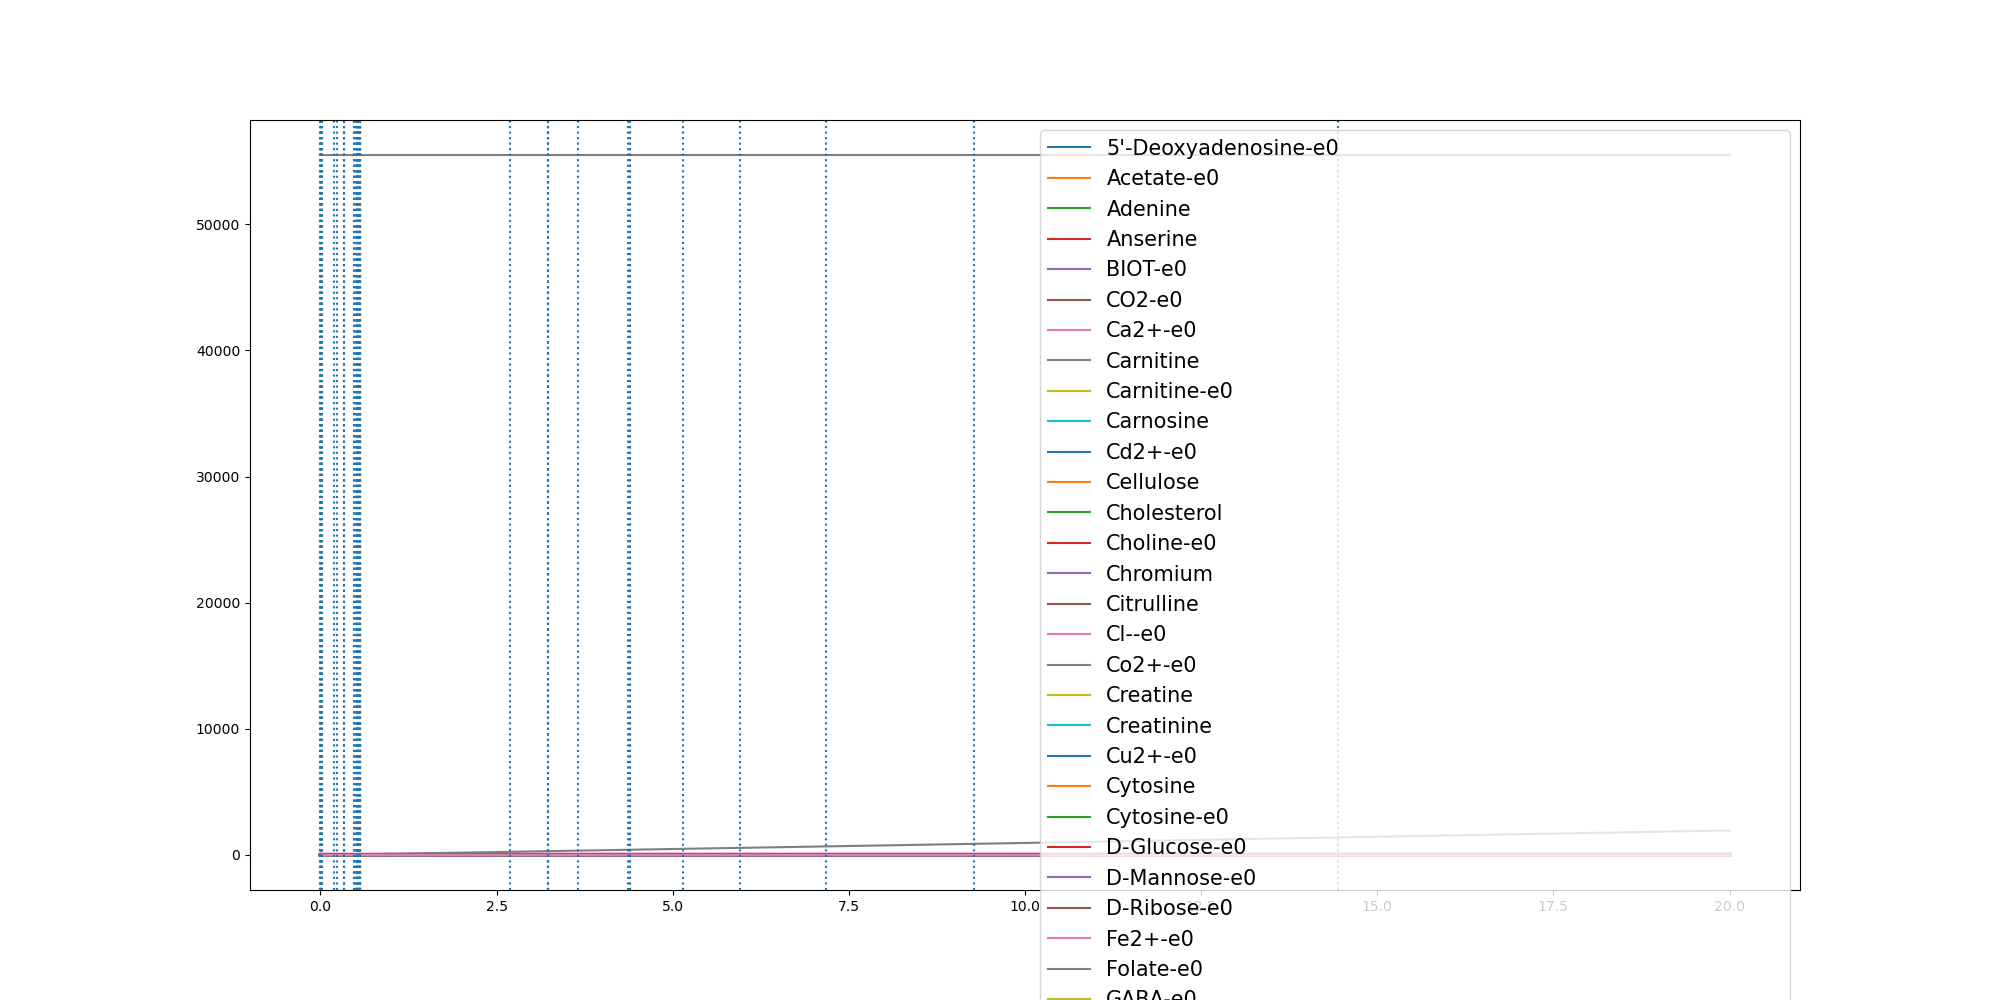 50000
40000
30000
20000
10000
0
0.0
2.5
5.0
7.5
10.0
15.0
17.5
20.0
5'-Deoxyadenosine-e0
Acetate-e0
Adenine
Anserine
BIOT-e0
CO2-e0
Ca2+-e0
Carnitine
Carnitine-e0
Carnosine
Cd2+-e0
Cellulose
Cholesterol
Choline-e0
Chromium
Citrulline
Cl--e0
Co2+-e0
Creatine
Creatinine
Cu2+-e0
Cytosine
Cytosine-e0
D-Glucose-e0
D-Mannose-e0
D-Ribose-e0
Fe2+-e0
Folate-e0
GABA-e0